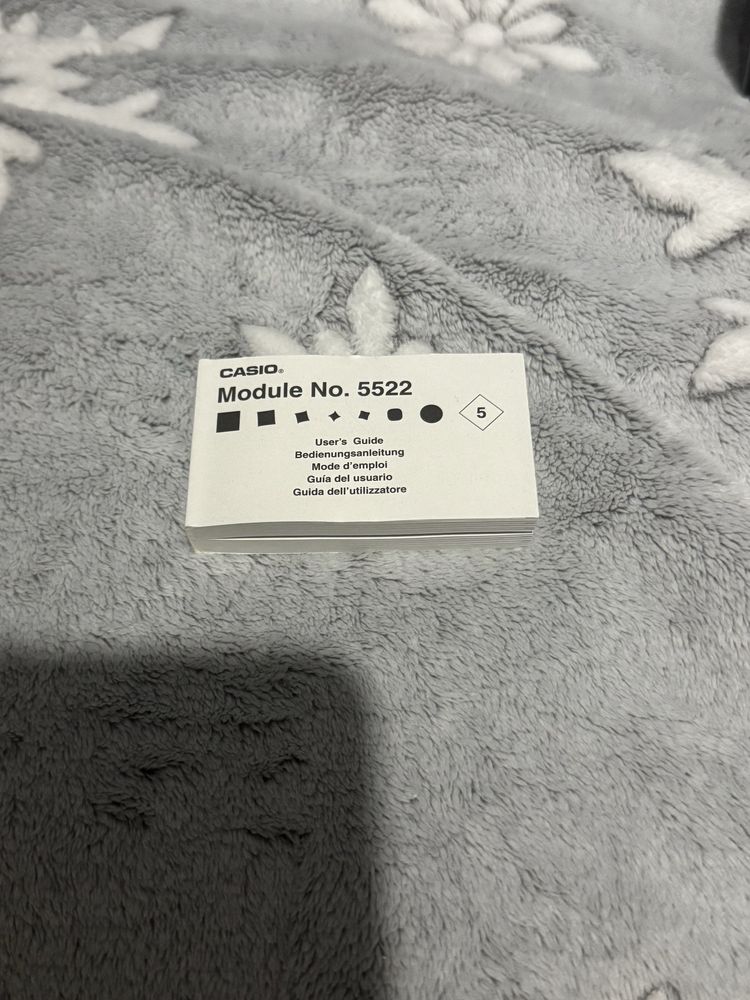 CASIO®
Module No. 5522
5
User's Guide
Bedienungsanleitung
Mode d'emploi
Guía del usuario
Guida dell'utilizzatore